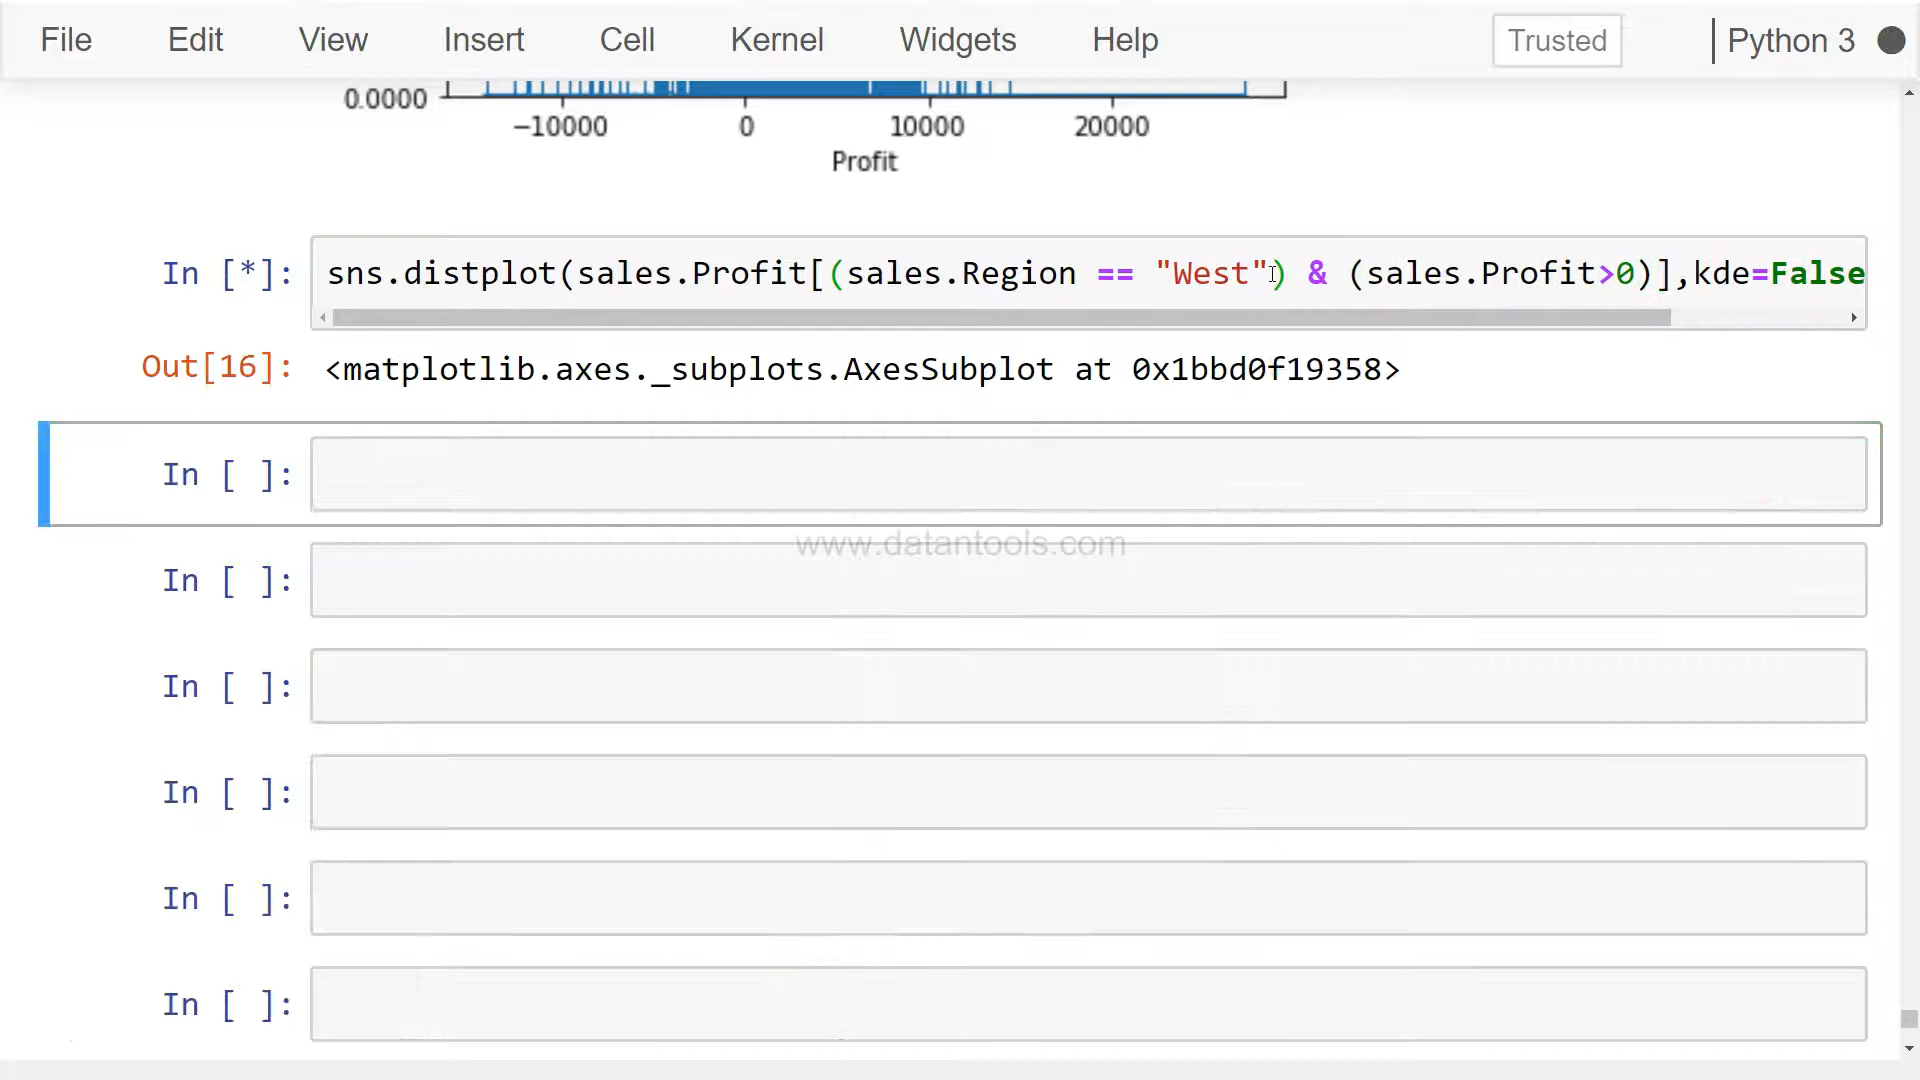 File Edit View Insert Cell Kernel Widgets Help Trusted Python 3
0.0000
−10000 0 10000 20000
Profit
In [*]: sns.distplot(sales.Profit[(sales.Region == "West") & (sales.Profit>0)],kde=False
Out[16]: <matplotlib.axes._subplots.AxesSubplot at 0x1bbd0f19358>
In [ ]:
www.datantools.com
In [ ]:
In [ ]:
In [ ]:
In [ ]:
In [ ]: